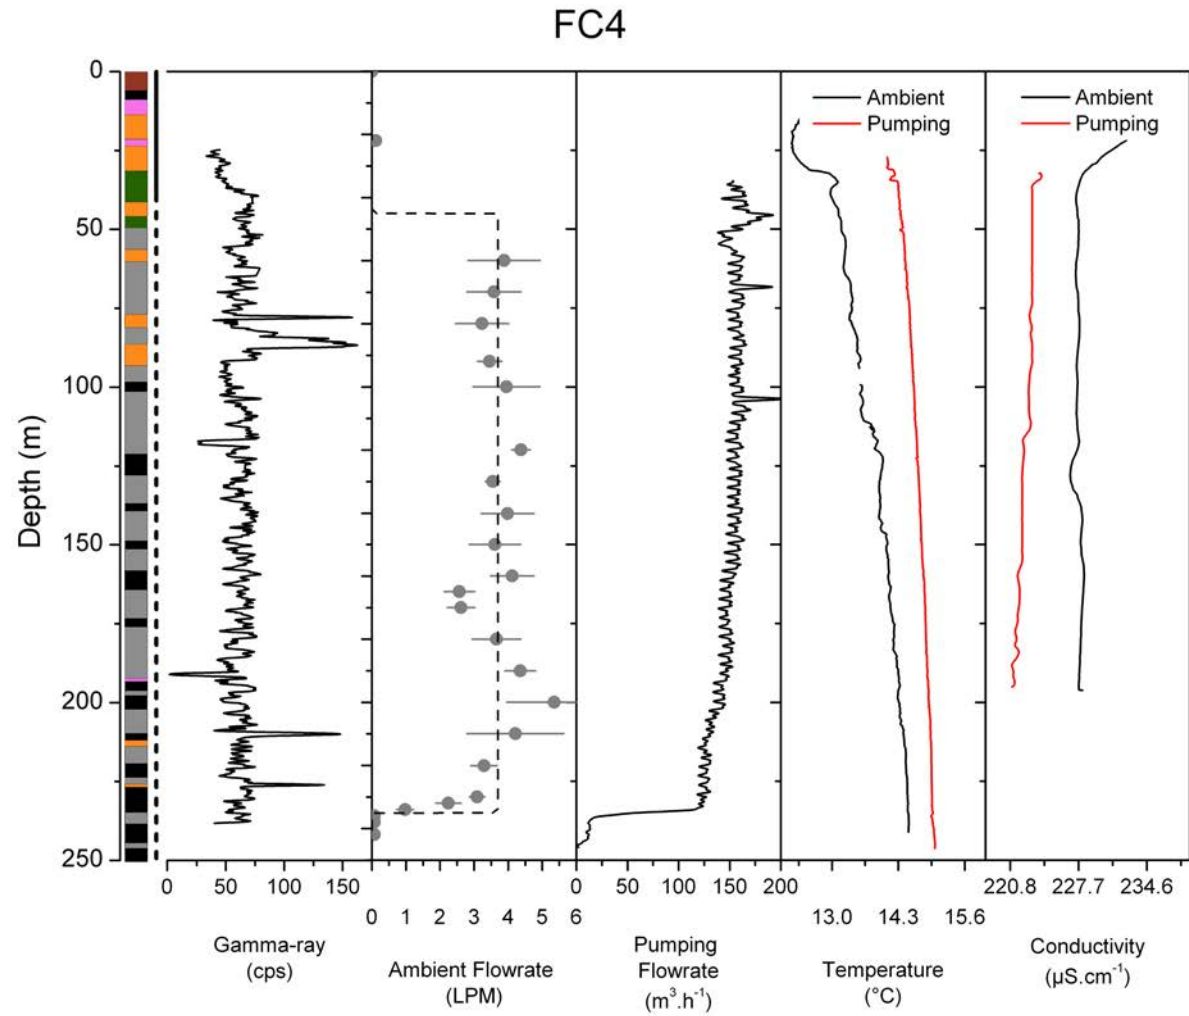 FC4
Ambient
Pumping
Ambient
Pumping
Depth (m)
0
50
100
150
200
250
0 50 100 150
0 1 2 3 4 5 6
0 50 100 150 200
13.0 14.3 15.6
220.8 227.7 234.6
Gamma-ray
(cps)
Ambient Flowrate
(LPM)
Pumping
Flowrate
(m³.h⁻¹)
Temperature
(°C)
Conductivity
(µS.cm⁻¹)